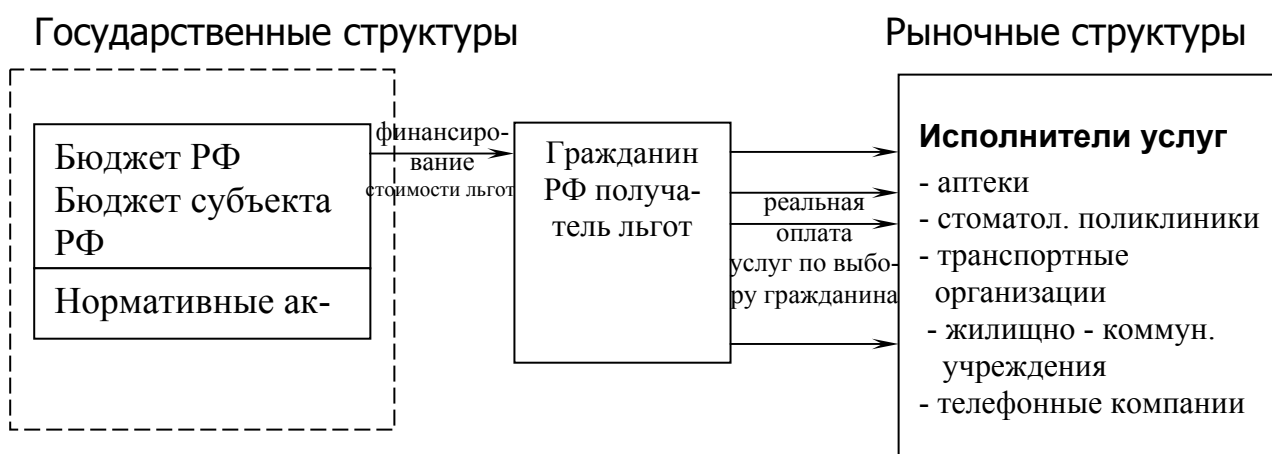 Государственные структуры
Рыночные структуры
Бюджет РФ
Бюджет субъекта
РФ
Нормативные ак-
финансиро-
вание
стоимости льгот
Гражданин
РФ получа-
тель льгот
реальная
оплата
услуг по выбо-
ру гражданина
Исполнители услуг
- аптеки
- стоматол. поликлиники
- транспортные
организации
- жилищно - коммун.
учреждения
- телефонные компании